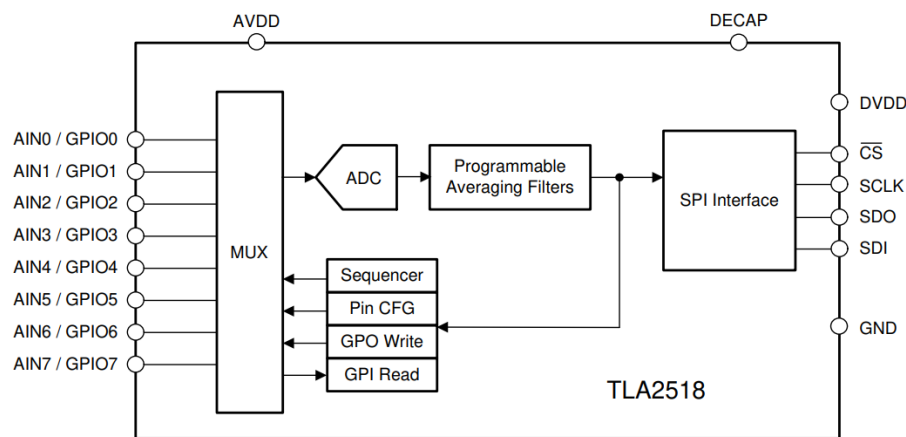 AVDD
DECAP
DVDD
AIN0 / GPIO0
AIN1 / GPIO1
AIN2 / GPIO2
AIN3 / GPIO3
AIN4 / GPIO4
AIN5 / GPIO5
AIN6 / GPIO6
AIN7 / GPIO7
MUX
ADC
Programmable
Averaging Filters
Sequencer
Pin CFG
GPO Write
GPI Read
SPI Interface
CS
SCLK
SDO
SDI
GND
TLA2518